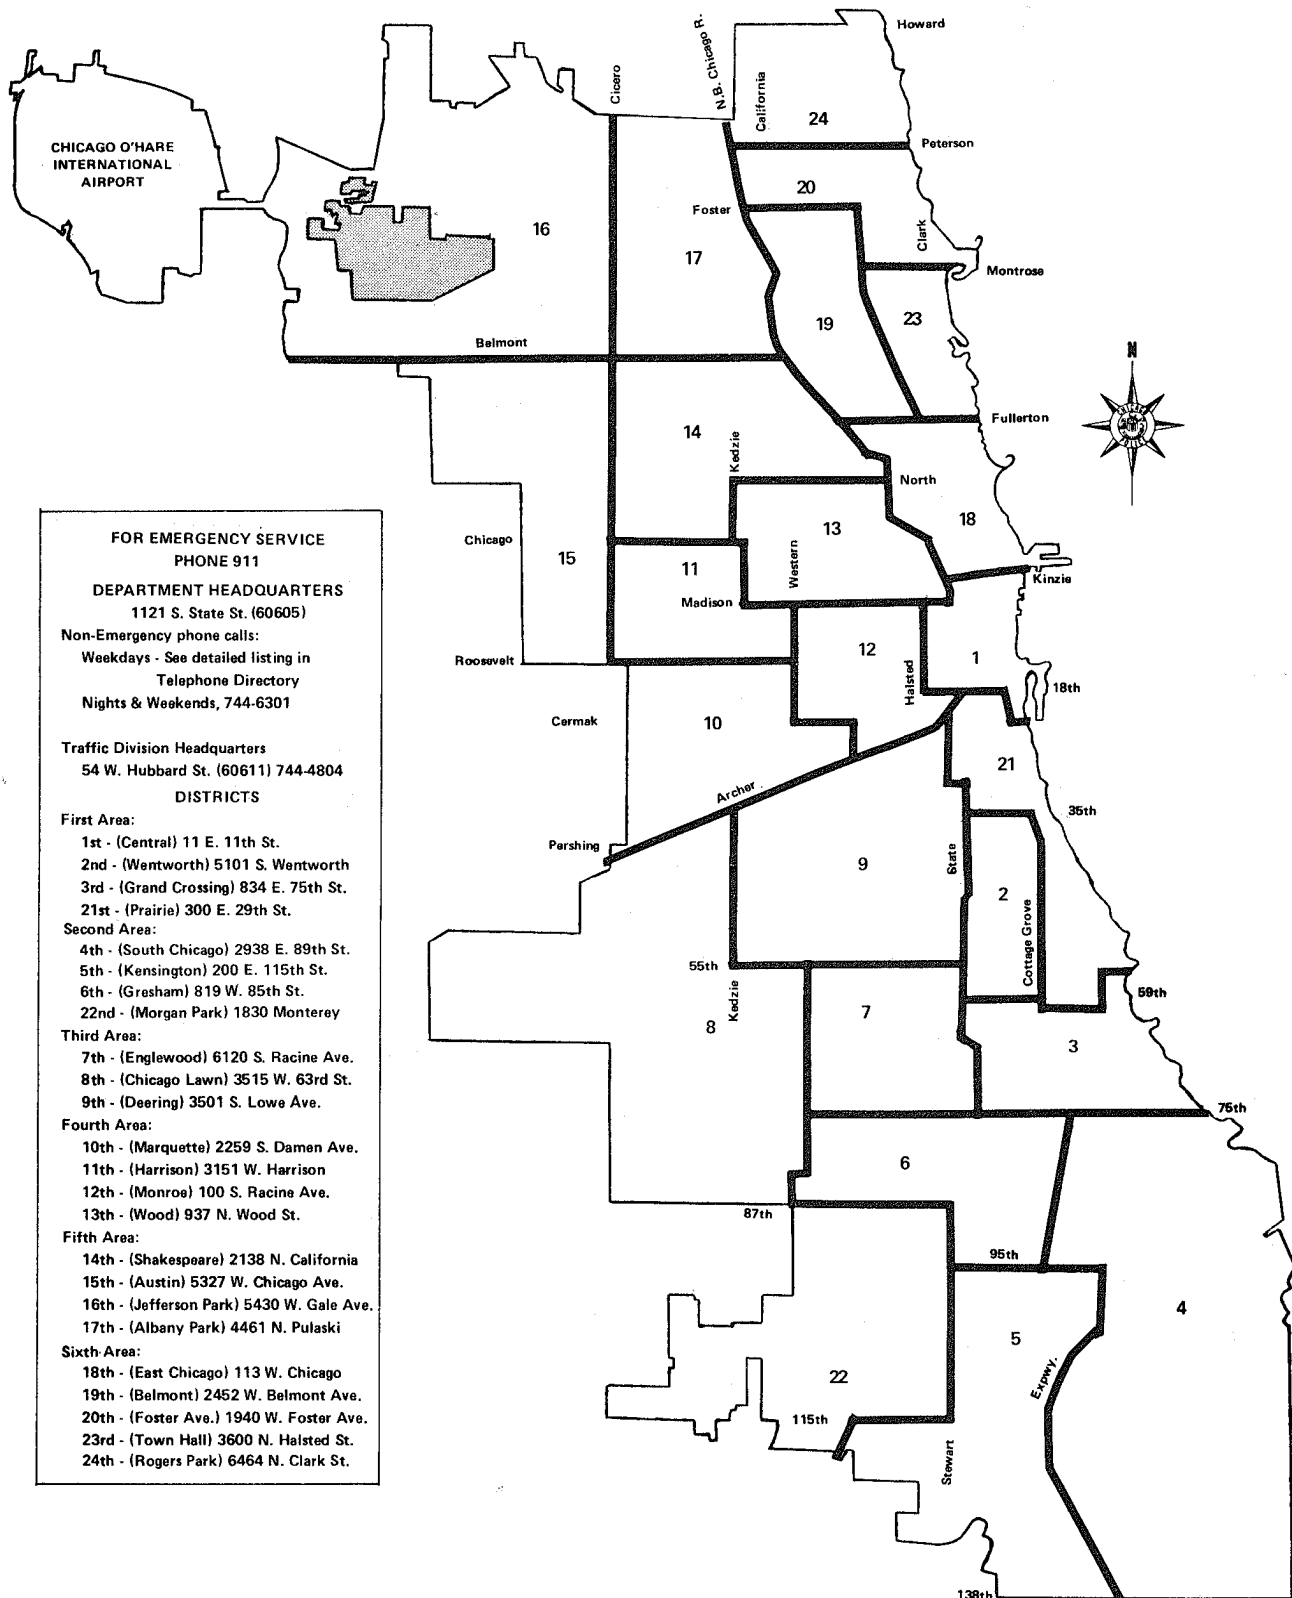 Howard
N.B. Chicago R.
Cicero
California
24
CHICAGO O'HARE
INTERNATIONAL
AIRPORT
Peterson
20
Foster
16
17
Clark
Montrose
19
23
Belmont
N
14
Kedzie
Fullerton
North
13
18
Chicago
15
11
Western
Kinzie
Madison
12
1
Roosevelt
Halsted
18th
Cermak
10
21
Archer
35th
Pershing
9
State
2
Cottage Grove
55th
59th
Kedzie
8
7
3
75th
6
87th
95th
4
5
Expwy.
22
115th
Stewart
138th
FOR EMERGENCY SERVICE
PHONE 911
DEPARTMENT HEADQUARTERS
1121 S. State St. (60605)
Non-Emergency phone calls:
Weekdays - See detailed listing in
Telephone Directory
Nights & Weekends, 744-6301
Traffic Division Headquarters
54 W. Hubbard St. (60611) 744-4804
DISTRICTS
First Area:
1st - (Central) 11 E. 11th St.
2nd - (Wentworth) 5101 S. Wentworth
3rd - (Grand Crossing) 834 E. 75th St.
21st - (Prairie) 300 E. 29th St.
Second Area:
4th - (South Chicago) 2938 E. 89th St.
5th - (Kensington) 200 E. 115th St.
6th - (Gresham) 819 W. 85th St.
22nd - (Morgan Park) 1830 Monterey
Third Area:
7th - (Englewood) 6120 S. Racine Ave.
8th - (Chicago Lawn) 3515 W. 63rd St.
9th - (Deering) 3501 S. Lowe Ave.
Fourth Area:
10th - (Marquette) 2259 S. Damen Ave.
11th - (Harrison) 3151 W. Harrison
12th - (Monroe) 100 S. Racine Ave.
13th - (Wood) 937 N. Wood St.
Fifth Area:
14th - (Shakespeare) 2138 N. California
15th - (Austin) 5327 W. Chicago Ave.
16th - (Jefferson Park) 5430 W. Gale Ave.
17th - (Albany Park) 4461 N. Pulaski
Sixth Area:
18th - (East Chicago) 113 W. Chicago
19th - (Belmont) 2452 W. Belmont Ave.
20th - (Foster Ave.) 1940 W. Foster Ave.
23rd - (Town Hall) 3600 N. Halsted St.
24th - (Rogers Park) 6464 N. Clark St.